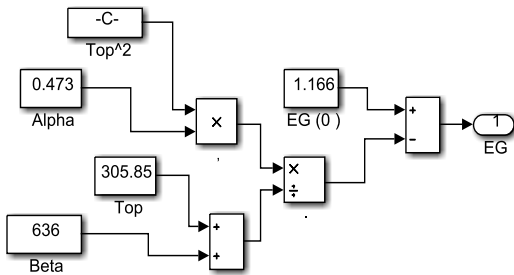 -C-
Top^2
0.473
Alpha
×
,
1.166
EG (0 )
+
−
1
EG
305.85
Top
×
÷
.
636
Beta
+
+